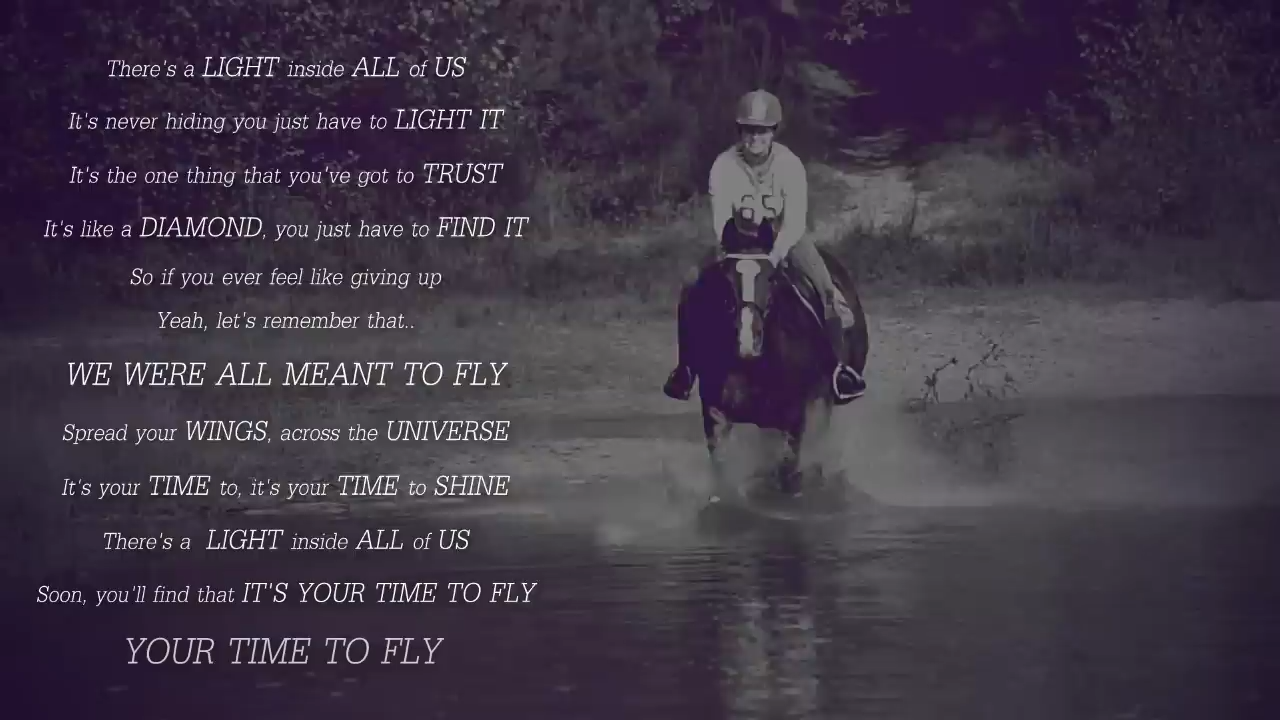 There's a LIGHT inside ALL of US
It's never hiding you just have to LIGHT IT
It's the one thing that you've got to TRUST
It's like a DIAMOND, you just have to FIND IT
So if you ever feel like giving up
Yeah, let's remember that..
WE WERE ALL MEANT TO FLY
Spread your WINGS, across the UNIVERSE
It's your TIME to, it's your TIME to SHINE
There's a LIGHT inside ALL of US
Soon, you'll find that IT'S YOUR TIME TO FLY
YOUR TIME TO FLY
65